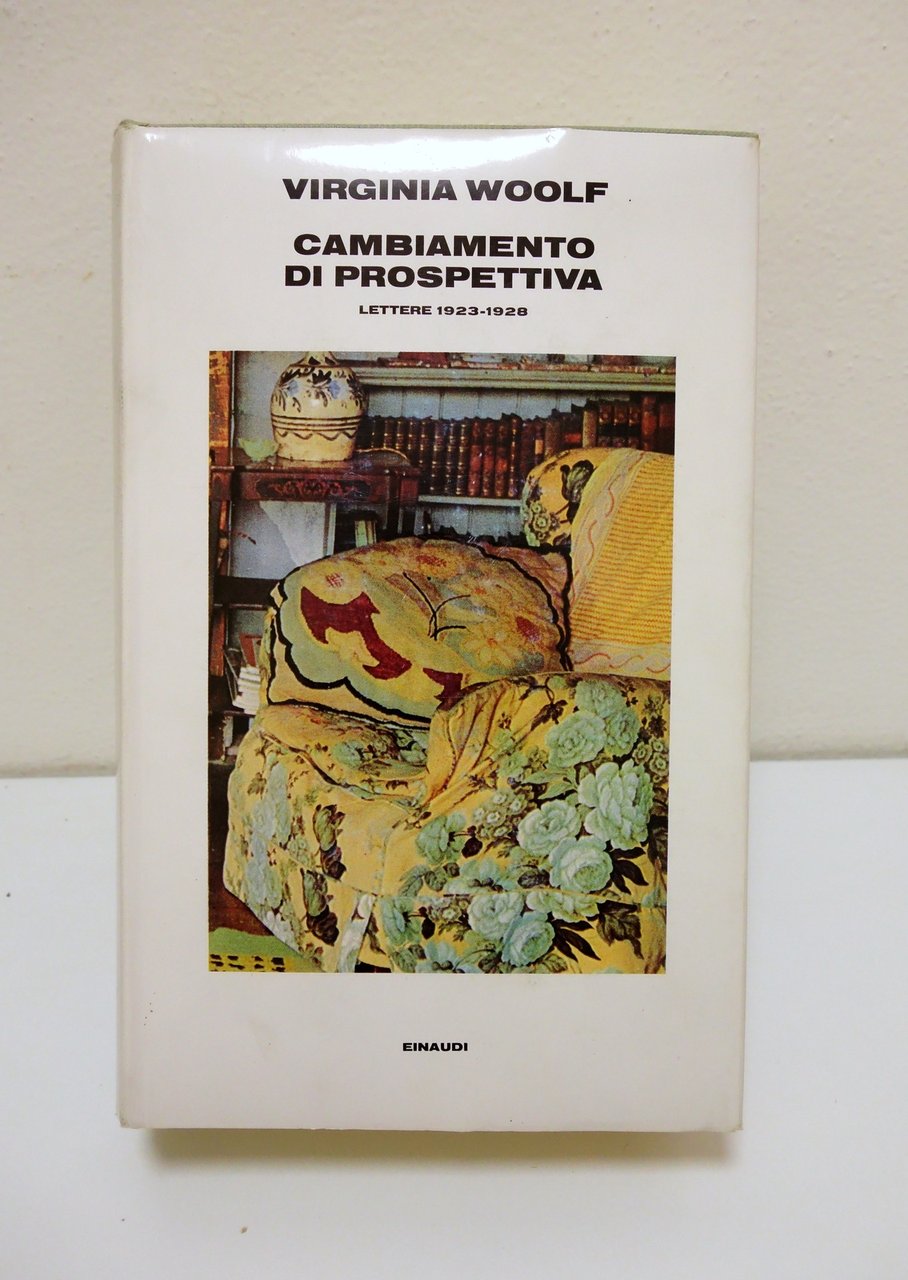 VIRGINIA WOOLF
CAMBIAMENTO
DI PROSPETTIVA
LETTERE 1923-1928
EINAUDI